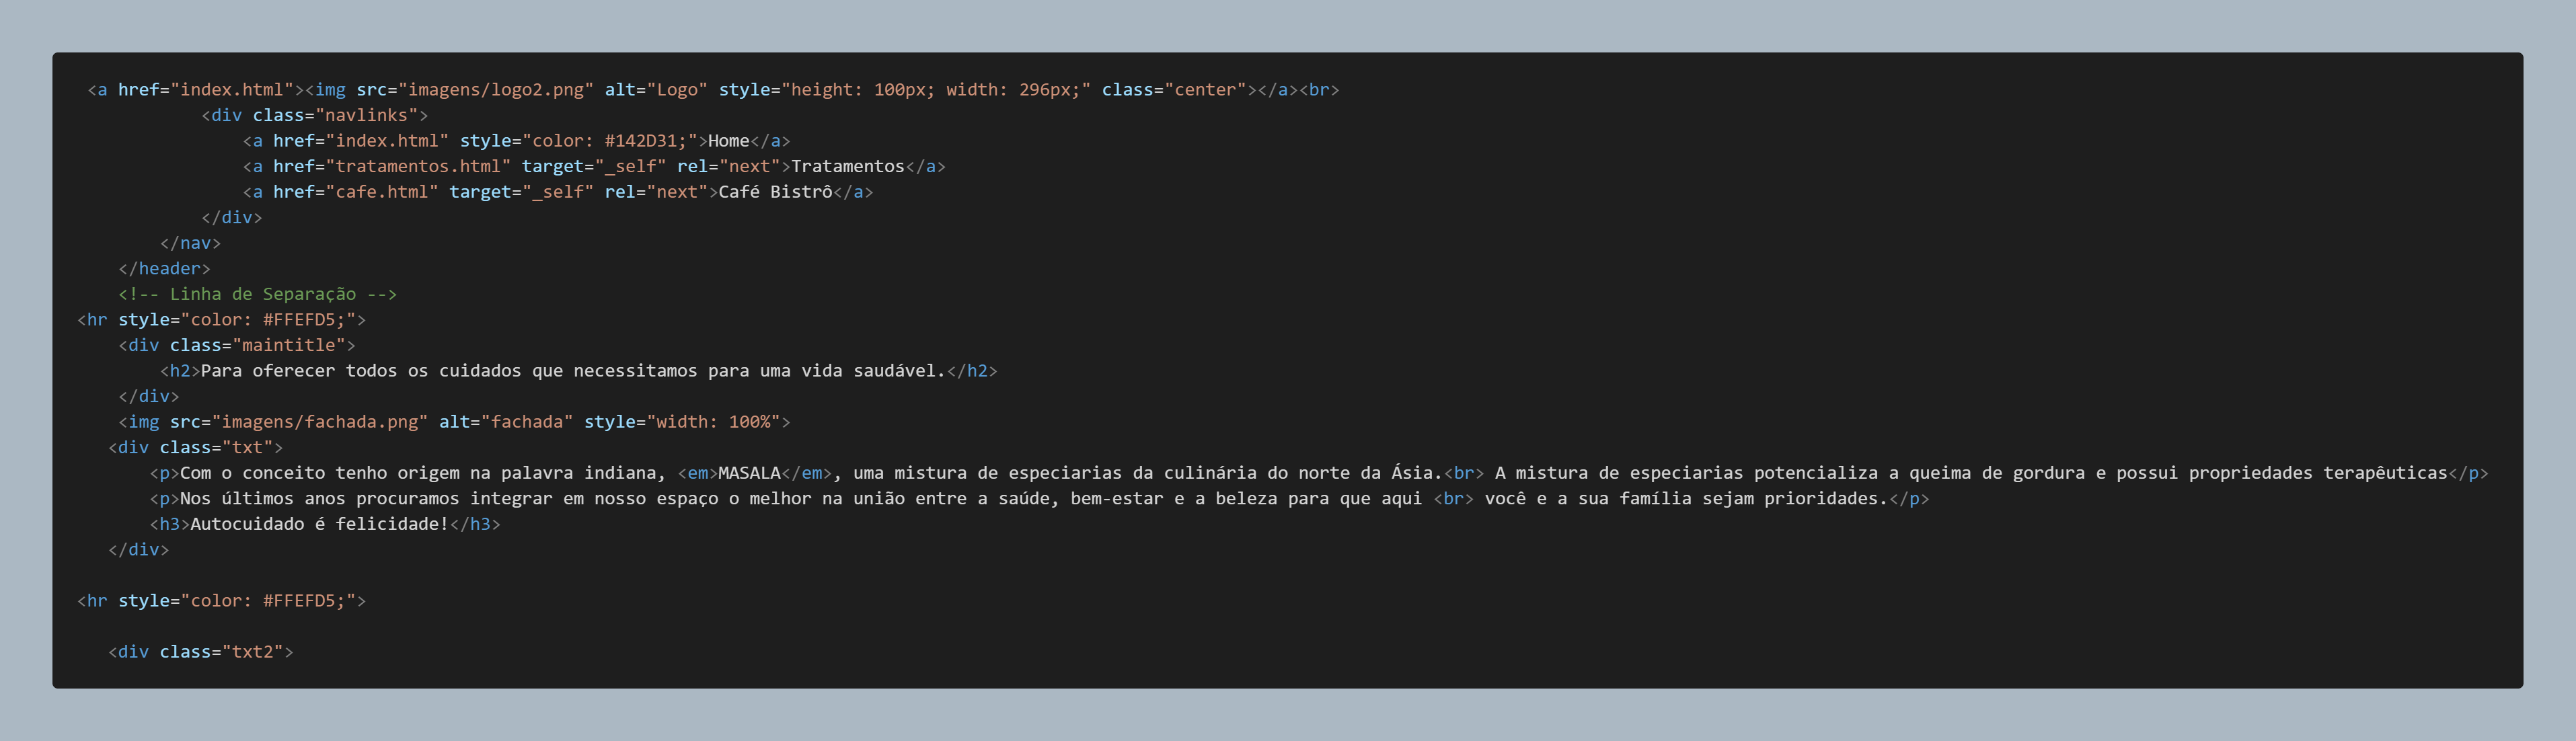 <a href="index.html"><img src="imagens/logo2.png" alt="Logo" style="height: 100px; width: 296px;" class="center"></a><br>
<div class="navlinks">
<a href="index.html" style="color: #142D31;">Home</a>
<a href="tratamentos.html" target="_self" rel="next">Tratamentos</a>
<a href="cafe.html" target="_self" rel="next">Café Bistrô</a>
</div>
</nav>
</header>
<!-- Linha de Separação -->
<hr style="color: #FFEFD5;">
<div class="maintitle">
<h2>Para oferecer todos os cuidados que necessitamos para uma vida saudável.</h2>
</div>
<img src="imagens/fachada.png" alt="fachada" style="width: 100%">
<div class="txt">
<p>Com o conceito tenho origem na palavra indiana, <em>MASALA</em>, uma mistura de especiarias da culinária do norte da Ásia.<br> A mistura de especiarias potencializa a queima de gordura e possui propriedades terapêuticas</p>
<p>Nos últimos anos procuramos integrar em nosso espaço o melhor na união entre a saúde, bem-estar e a beleza para que aqui <br> você e a sua família sejam prioridades.</p>
<h3>Autocuidado é felicidade!</h3>
</div>
<hr style="color: #FFEFD5;">
<div class="txt2">